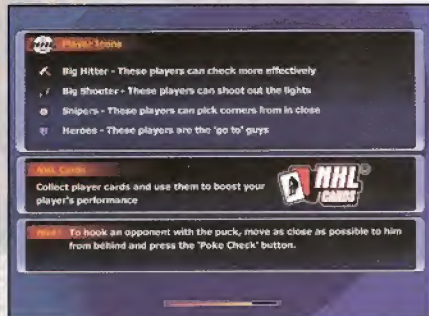 Player Icons
Big Hitter - These players can check more effectively
Big Shooter - These players can shoot out the lights
Snipers - These players can pick corners from in close
Heroes - These players are the 'go to' guys
NHL Cards
Collect player cards and use them to boost your
player's performance
NHL
CARDS
To hook an opponent with the puck, move as close as possible to him
from behind and press the 'Poke Check' button.